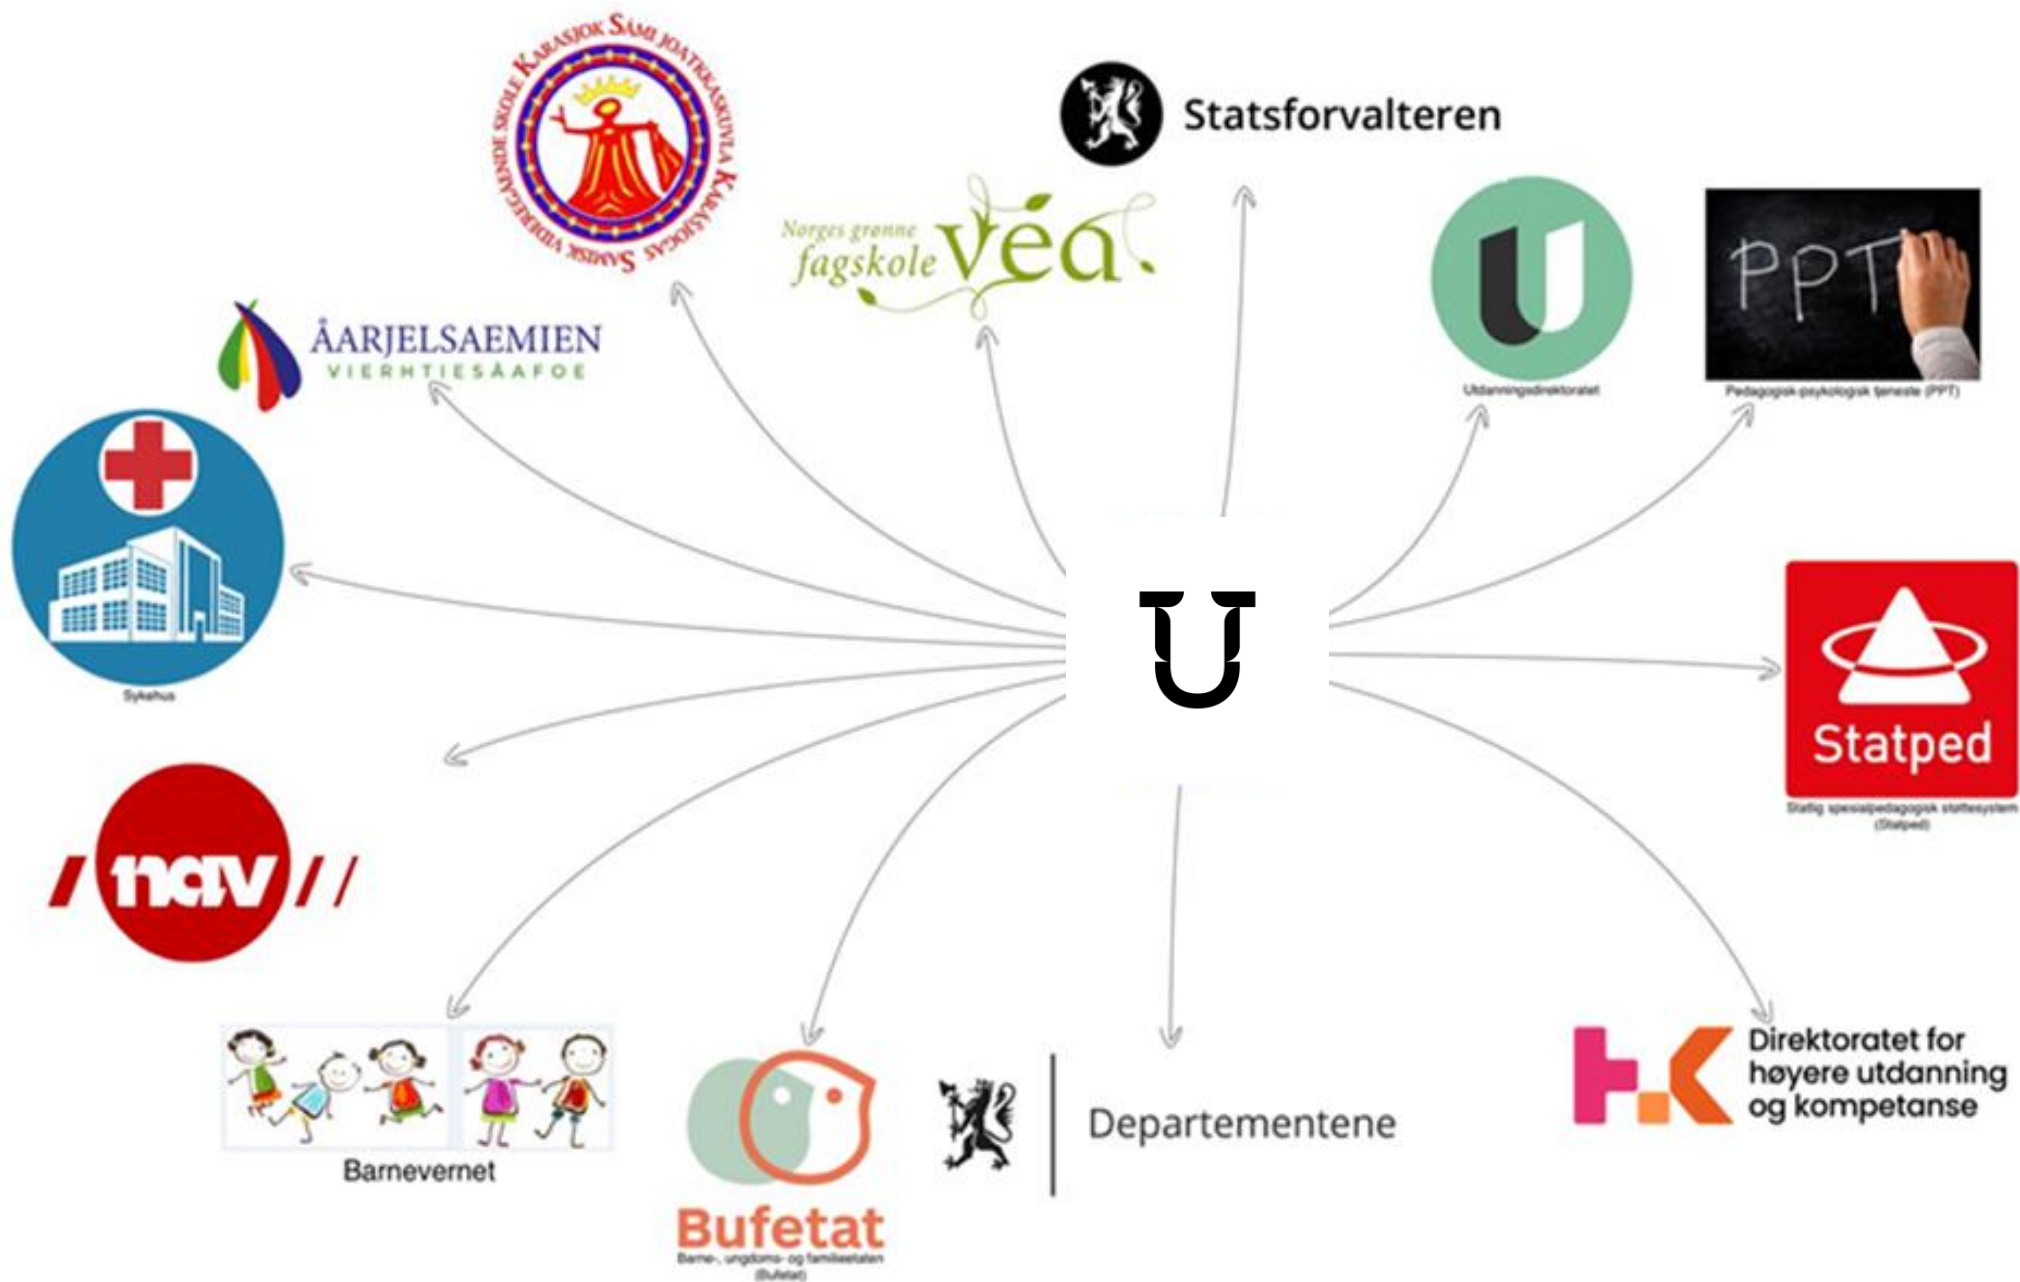 SAMISK VIDEREGÅENDE SKOLE KARASJOK SÁMI JOATKKASKUVLA KÁRÁŠJOGAS
Statsforvalteren
Norges grønne
fagskole vea
U
PPT
Utdanningsdirektoratet
Pedagogisk-psykologisk tjeneste (PPT)
ÅARJELSAEMIEN
VIERHTIESÅAFOE
U
Sykehus
Statped
Statlig spesialpedagogisk støttesystem
(Statped)
nav
Barnevernet
Bufetat
Barne-, ungdoms- og familieetaten
(Bufetat)
Departementene
HK
Direktoratet for
høyere utdanning
og kompetanse